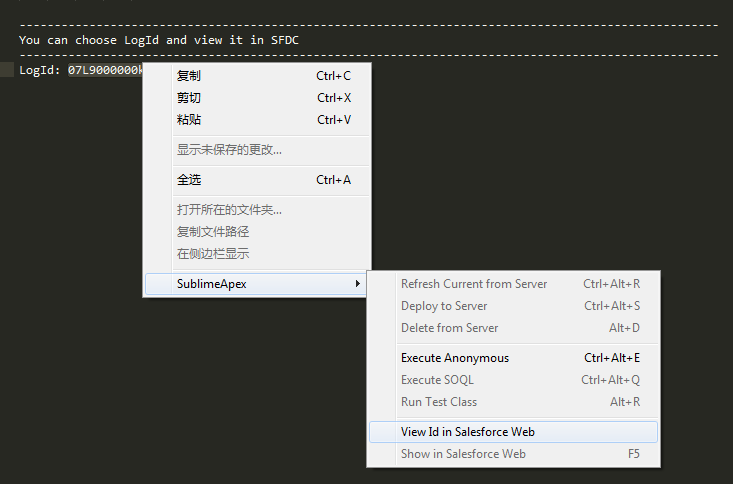 --------------------------------------------------------------------------------------------------
You can choose LogId and view it in SFDC
--------------------------------------------------------------------------------------------------
LogId: 07L9000000
复制 Ctrl+C
剪切 Ctrl+X
粘贴 Ctrl+V
显示未保存的更改...
全选 Ctrl+A
打开所在的文件夹...
复制文件路径
在侧边栏显示
SublimeApex
Refresh Current from Server Ctrl+Alt+R
Deploy to Server Ctrl+Alt+S
Delete from Server Alt+D
Execute Anonymous Ctrl+Alt+E
Execute SOQL Ctrl+Alt+Q
Run Test Class Alt+R
View Id in Salesforce Web
Show in Salesforce Web F5